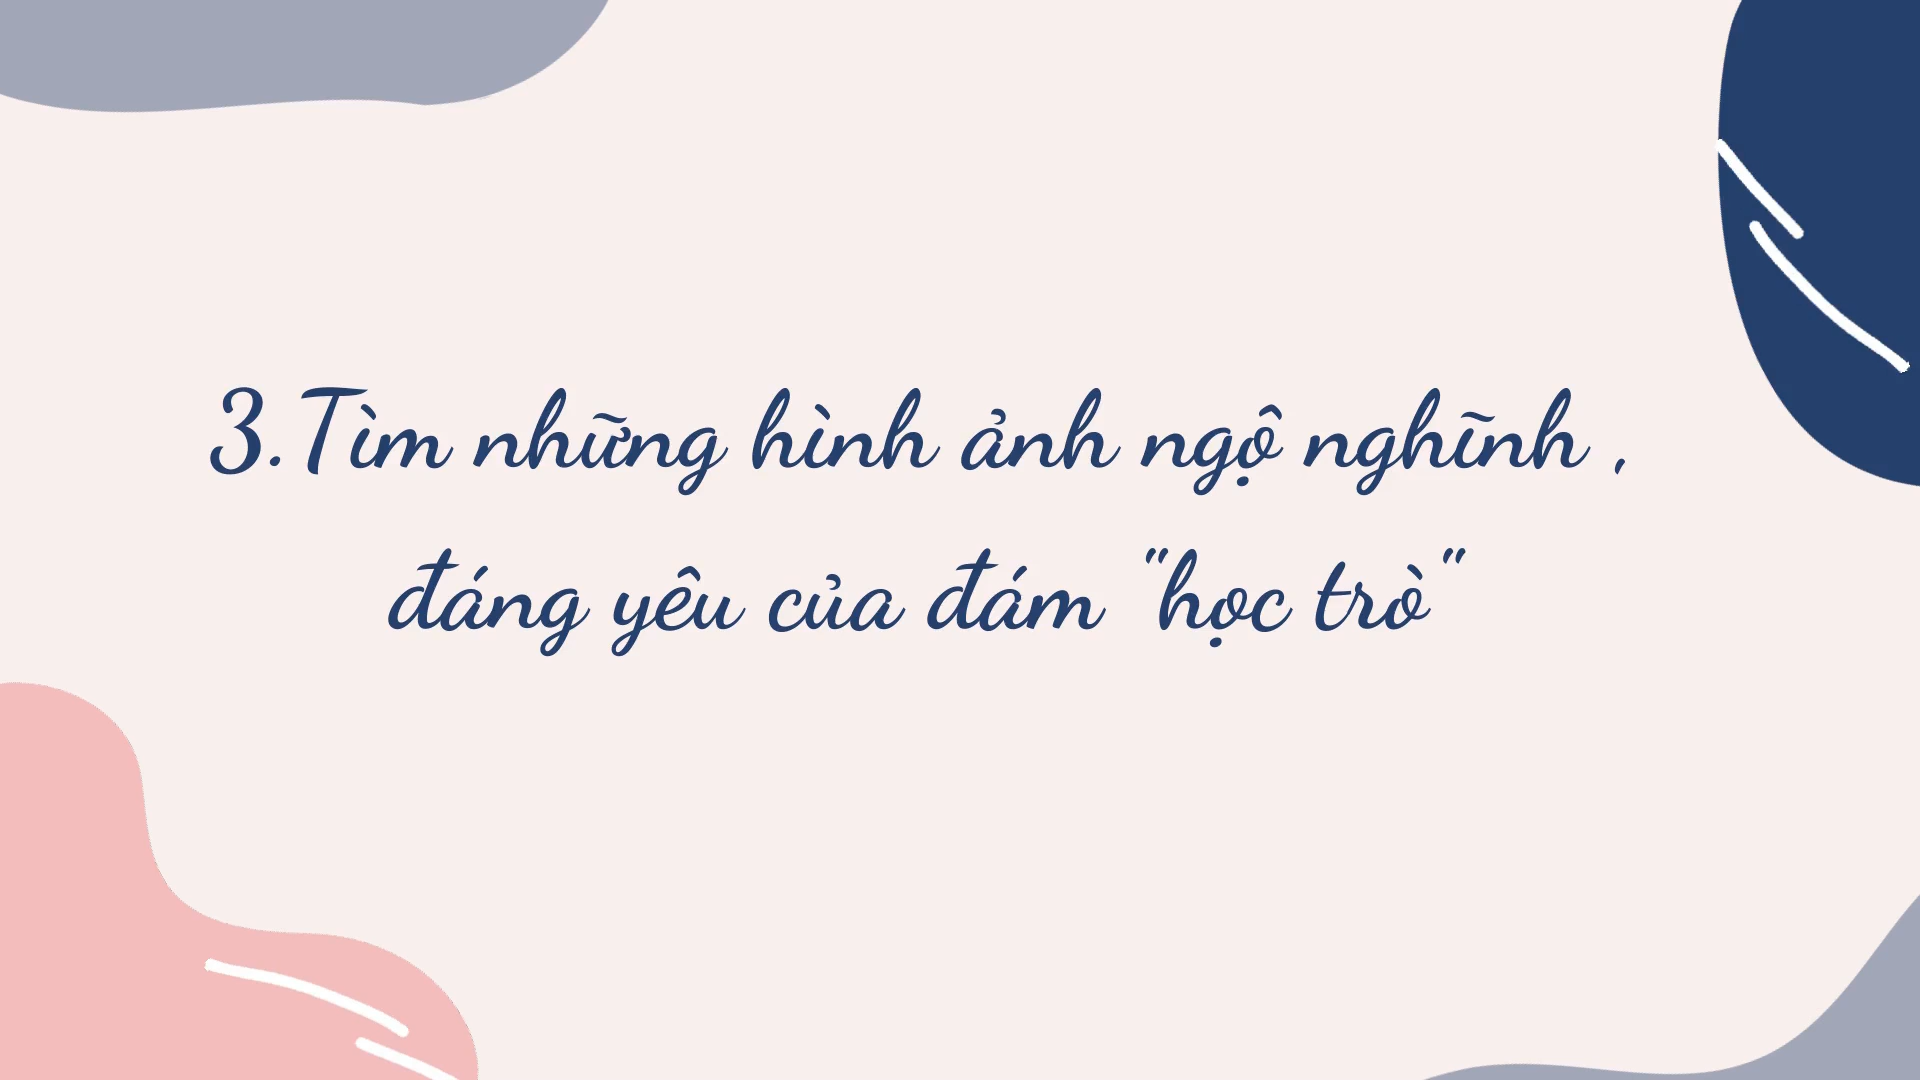 3.Tìm những hình ảnh ngộ nghĩnh ,
đáng yêu của đám "học trò"